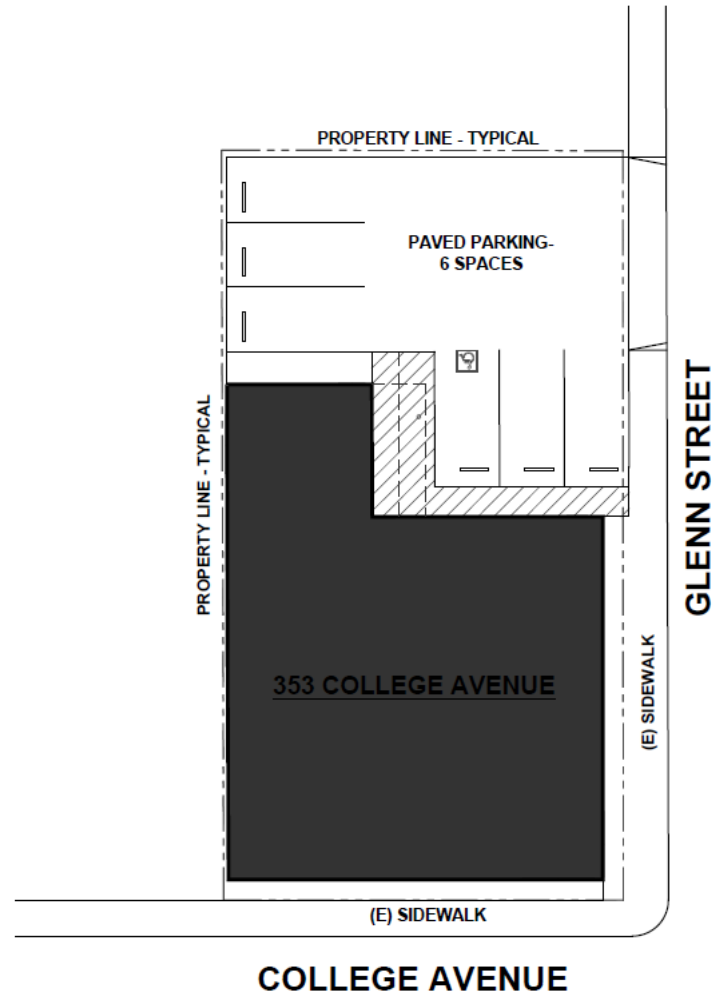 PROPERTY LINE - TYPICAL
PAVED PARKING-
6 SPACES
PROPERTY LINE - TYPICAL
GLENN STREET
353 COLLEGE AVENUE
(E) SIDEWALK
(E) SIDEWALK
COLLEGE AVENUE